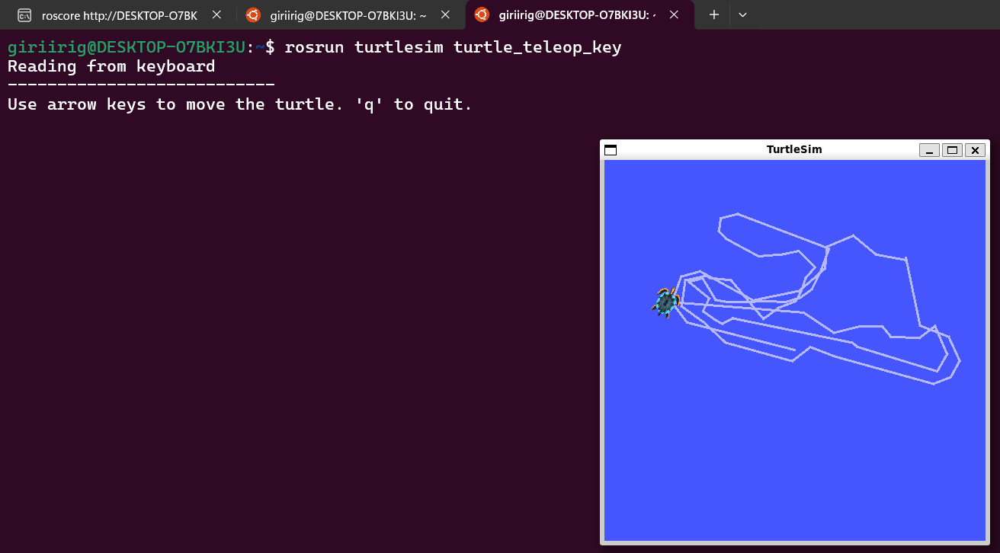 roscore http://DESKTOP-O7BK
giriirig@DESKTOP-O7BKI3U: ~
giriirig@DESKTOP-O7BKI3U: ~
giriirig@DESKTOP-O7BKI3U:~$ rosrun turtlesim turtle_teleop_key
Reading from keyboard
---------------------------
Use arrow keys to move the turtle. 'q' to quit.
TurtleSim